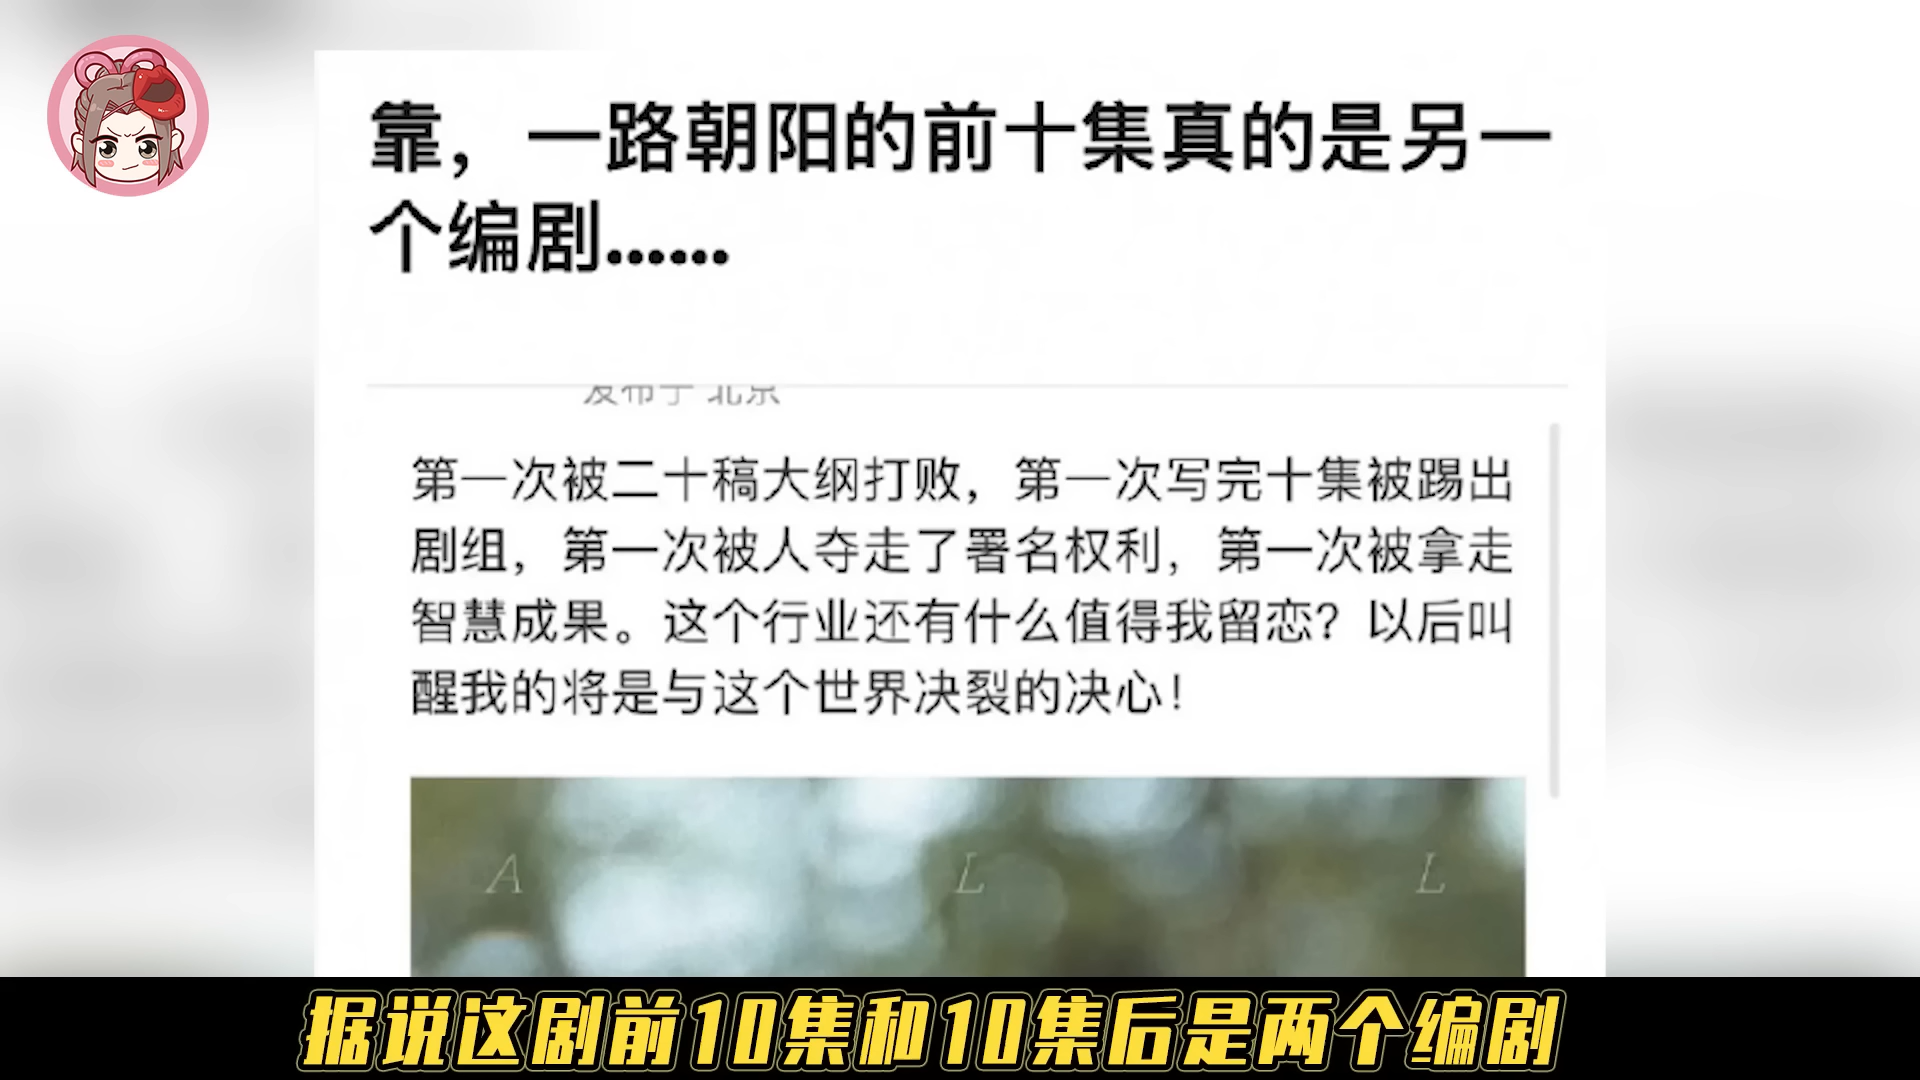 靠，一路朝阳的前十集真的是另一
个编剧……
发布于 北京
第一次被二十稿大纲打败，第一次写完十集被踢出
剧组，第一次被人夺走了署名权利，第一次被拿走
智慧成果。这个行业还有什么值得我留恋？以后叫
醒我的将是与这个世界决裂的决心！
A L L
据说这剧前10集和10集后是两个编剧